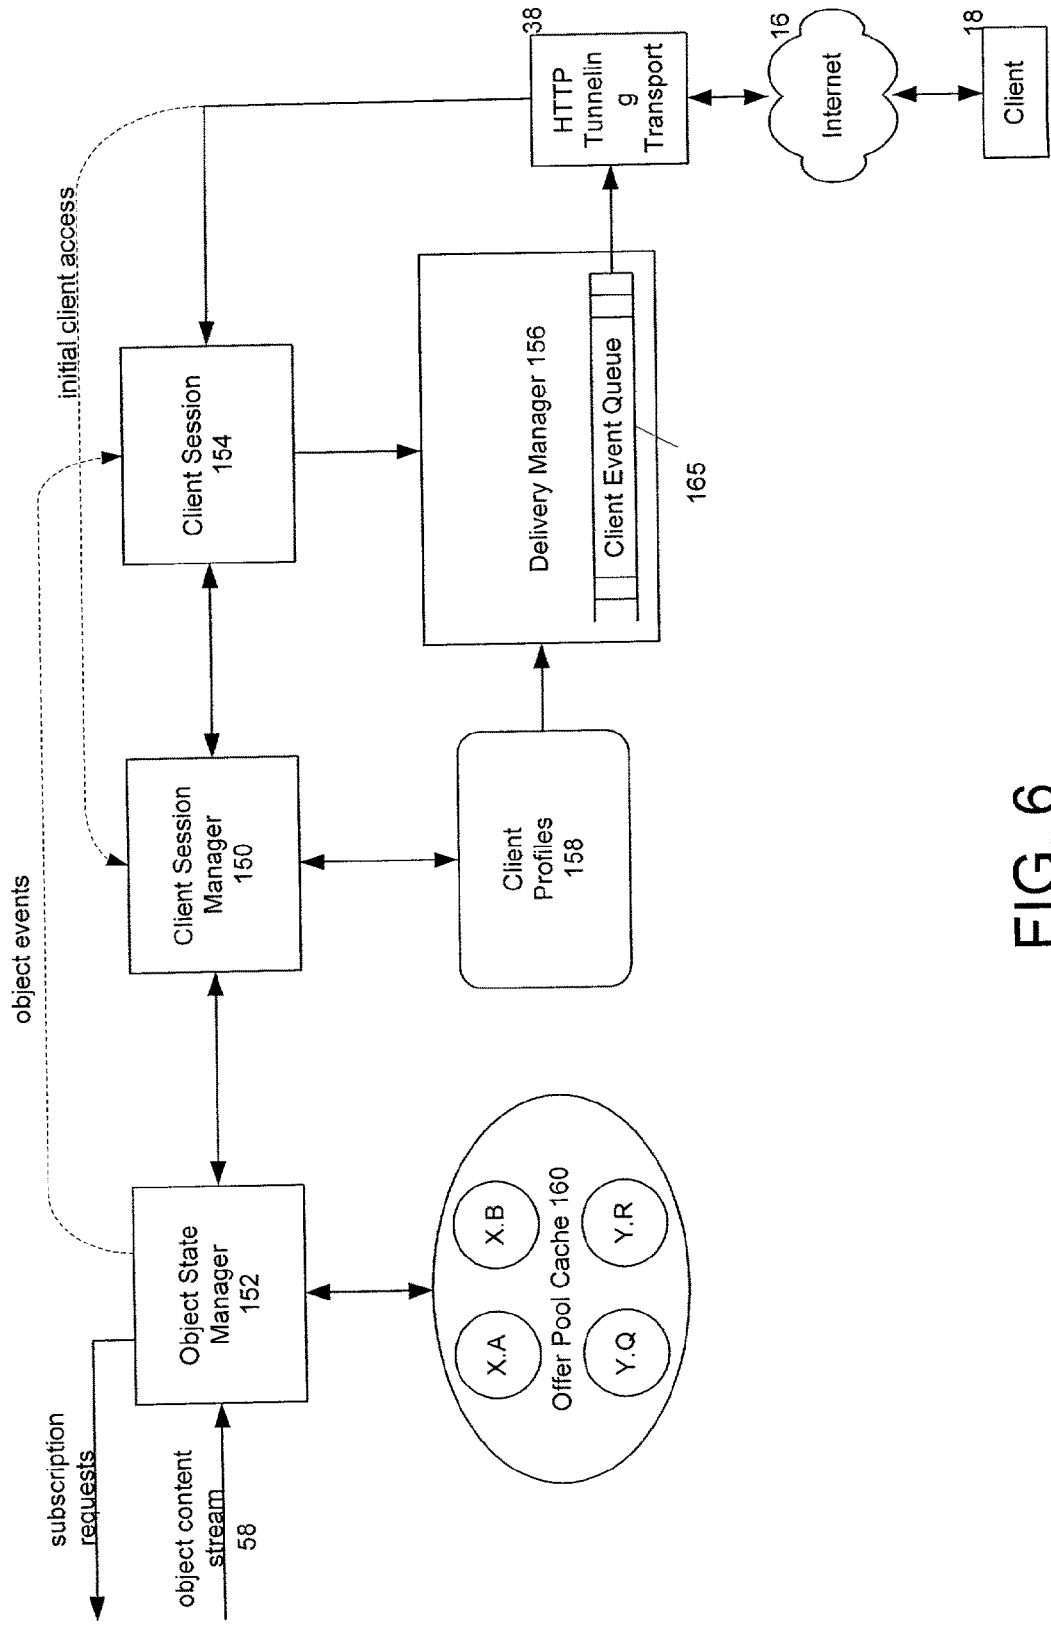 subscription
requests
object content
stream
58
object events
initial client access
Object State
Manager
152
Client Session
Manager
150
Client Session
154
X.A
X.B
Offer Pool Cache 160
Y.Q
Y.R
Client
Profiles
158
Delivery Manager 156
Client Event Queue
165
38
HTTP
Tunnelin
g
Transport
16
Internet
18
Client
FIG. 6